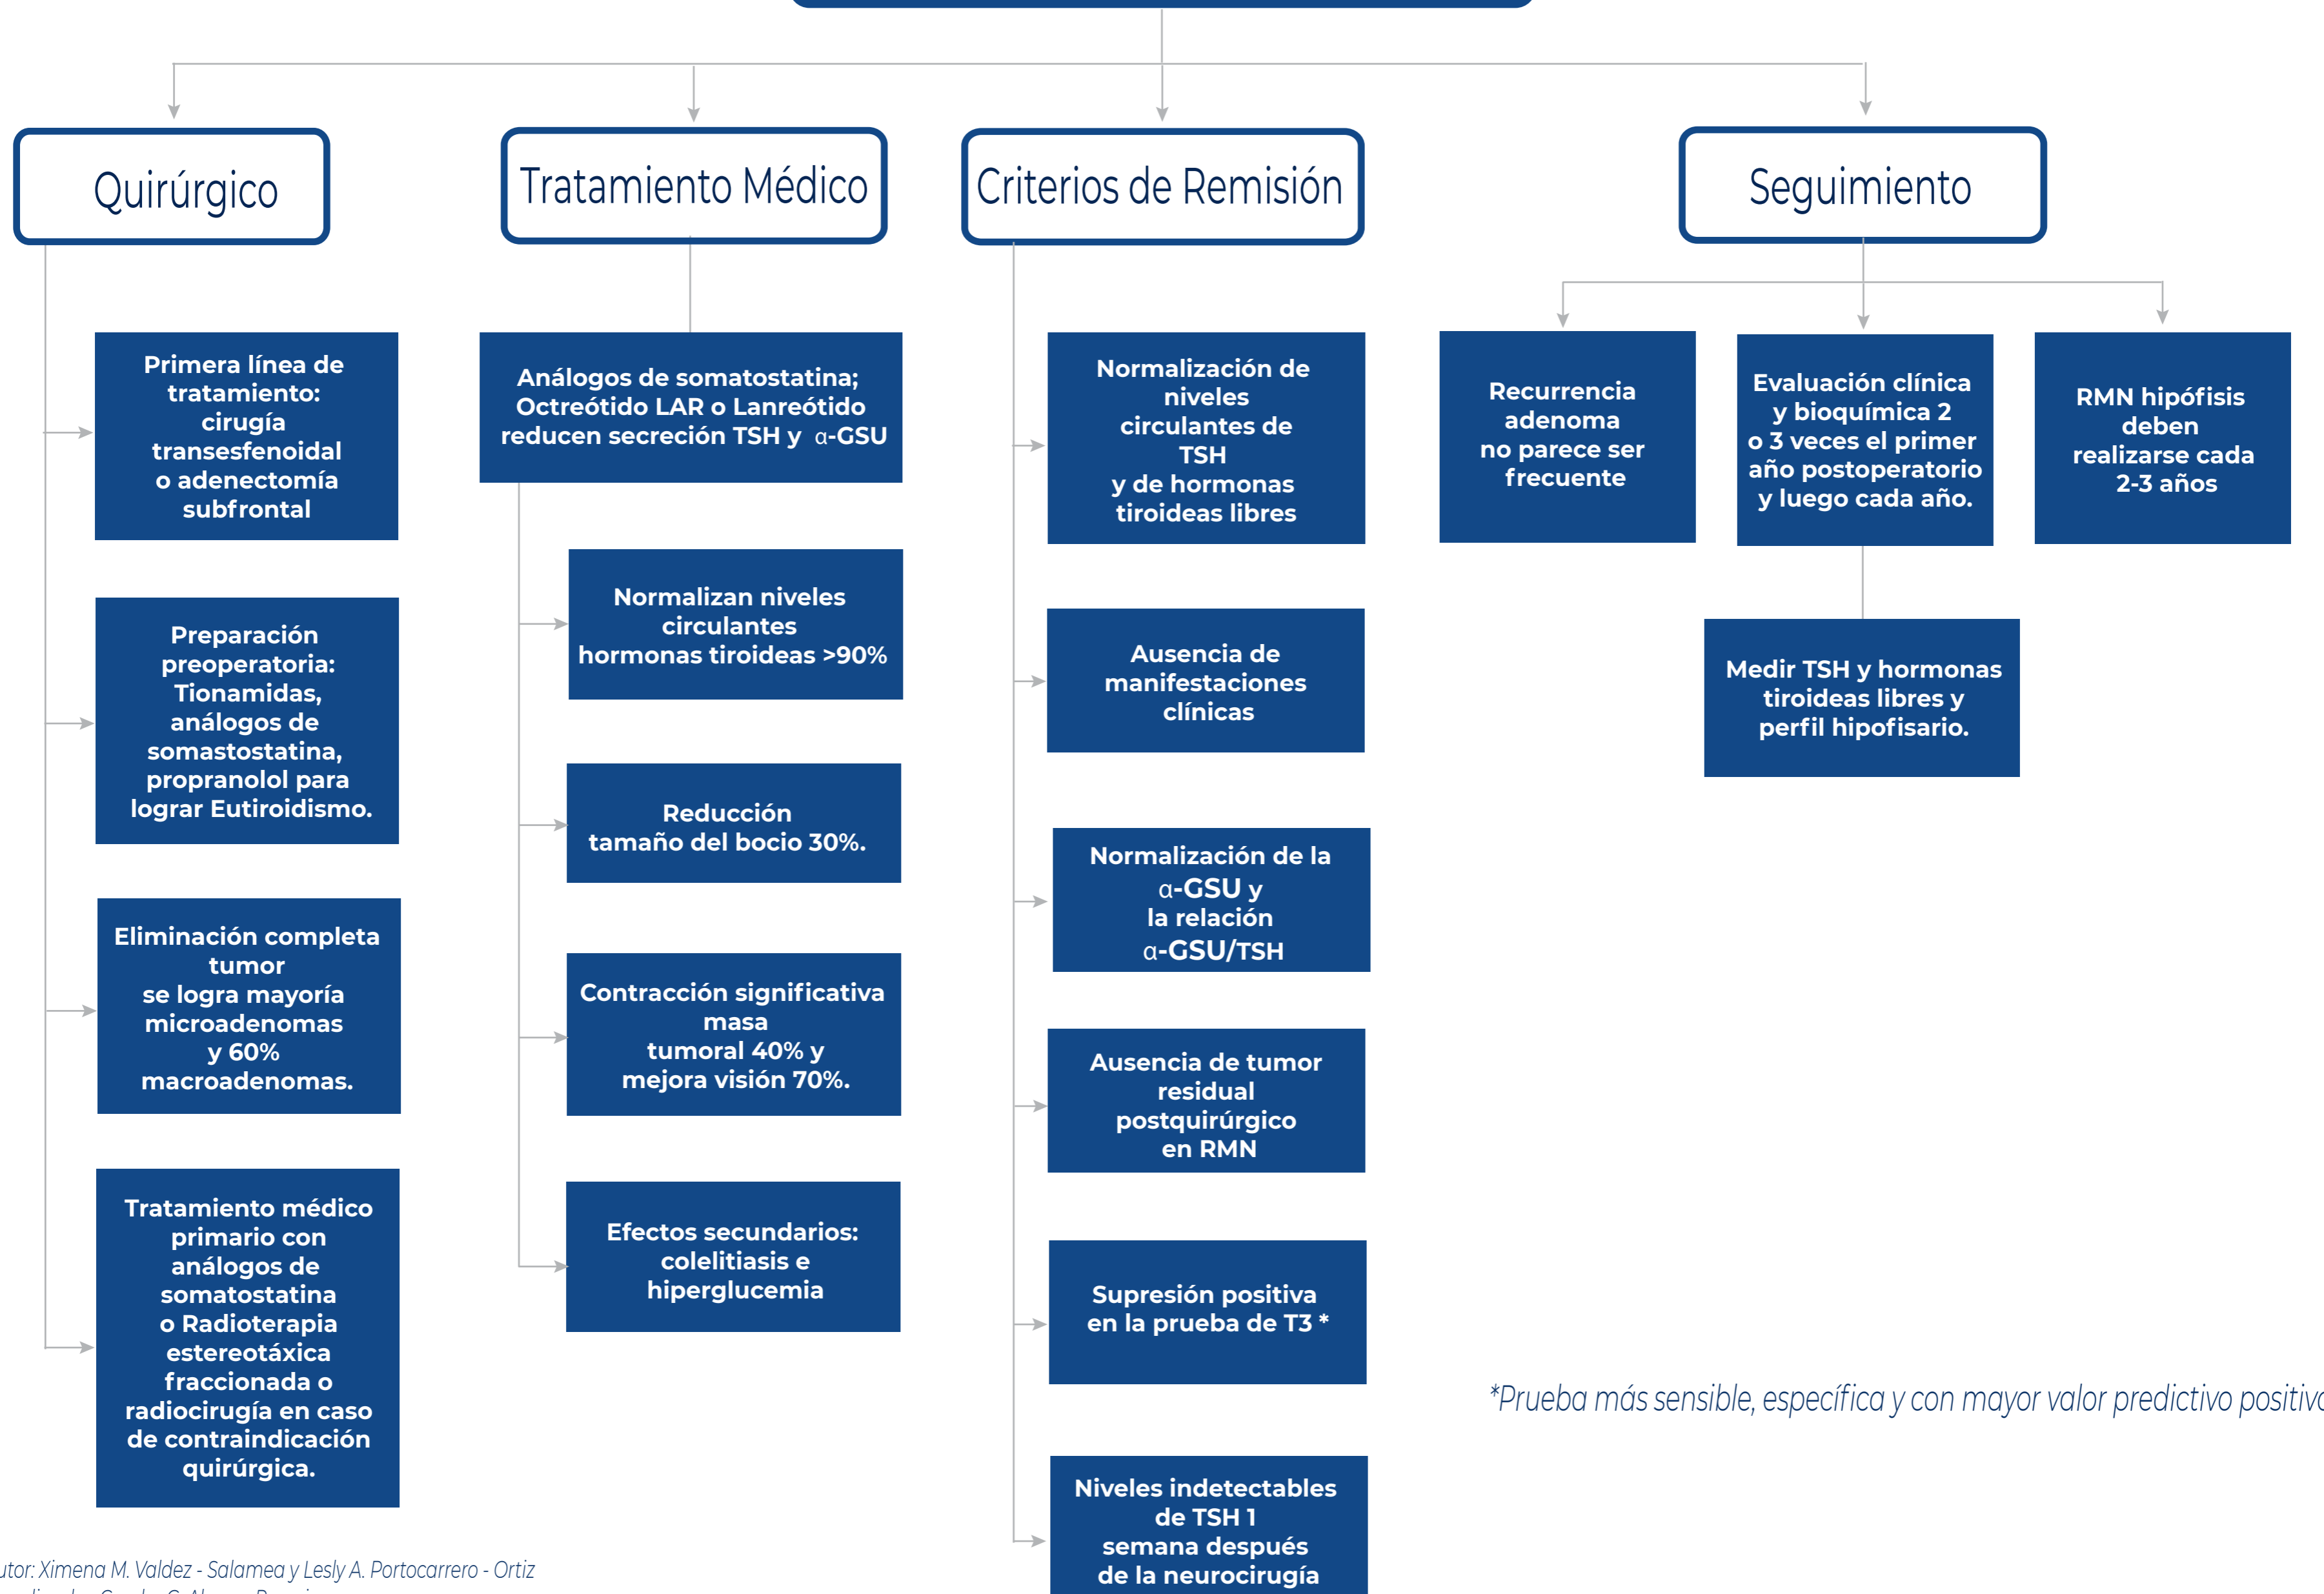 Quirúrgico
Primera línea de
tratamiento:
cirugía
transesfenoidal
o adenectomía
subfrontal
Preparación
preoperatoria:
Tionamidas,
análogos de
somastostatina,
propranolol para
lograr Eutiroidismo.
Eliminación completa
tumor
se logra mayoría
microadenomas
y 60%
macroadenomas.
Tratamiento médico
primario con
análogos de
somatostatina
o Radioterapia
estereotáxica
fraccionada o
radiocirugía en caso
de contraindicación
quirúrgica.
Tratamiento Médico
Análogos de somatostatina;
Octreótido LAR o Lanreótido
reducen secreción TSH y α-GSU
Normalizan niveles
circulantes
hormonas tiroideas >90%
Reducción
tamaño del bocio 30%.
Contracción significativa
masa
tumoral 40% y
mejora visión 70%.
Efectos secundarios:
colelitiasis e
hiperglucemia
Criterios de Remisión
Normalización de
niveles
circulantes de
TSH
y de hormonas
tiroideas libres
Ausencia de
manifestaciones
clínicas
Normalización de la
α-GSU y
la relación
α-GSU/TSH
Ausencia de tumor
residual
postquirúrgico
en RMN
Supresión positiva
en la prueba de T3 *
Niveles indetectables
de TSH 1
semana después
de la neurocirugía
Seguimiento
Recurrencia
adenoma
no parece ser
frecuente
Evaluación clínica
y bioquímica 2
o 3 veces el primer
año postoperatorio
y luego cada año.
Medir TSH y hormonas
tiroideas libres y
perfil hipofisario.
RMN hipófisis
deben
realizarse cada
2-3 años
*Prueba más sensible, específica y con mayor valor predictivo positivo
utor: Ximena M. Valdez - Salamea y Lesly A. Portocarrero - Ortiz